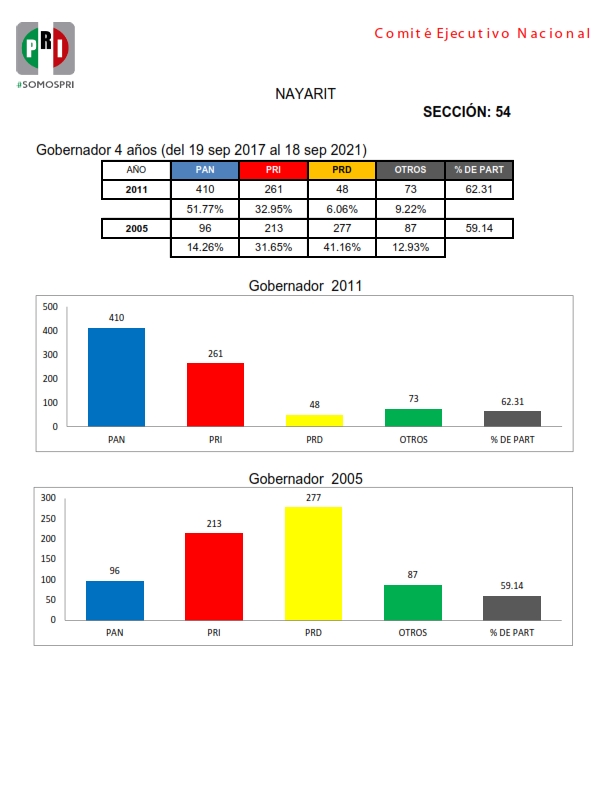 Comité Ejecutivo Nacional
PRI
#SOMOSPRI
NAYARIT
SECCIÓN: 54
Gobernador 4 años (del 19 sep 2017 al 18 sep 2021)
AÑO PAN PRI PRD OTROS % DE PART
2011 410 261 48 73 62.31
51.77% 32.95% 6.06% 9.22%
2005 96 213 277 87 59.14
14.26% 31.65% 41.16% 12.93%
Gobernador 2011
500
400
300
200
100
0
410
261
48
73
62.31
PAN PRI PRD OTROS % DE PART
Gobernador 2005
300
250
200
150
100
50
0
96
213
277
87
59.14
PAN PRI PRD OTROS % DE PART